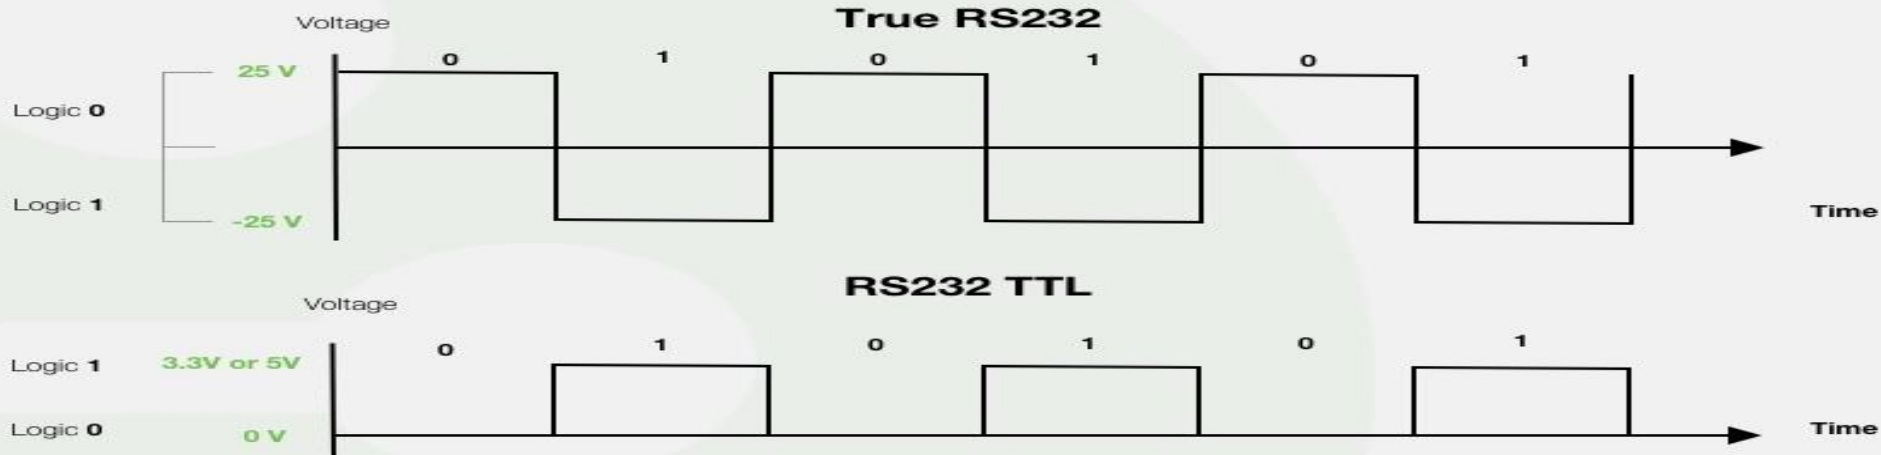 True RS232
Voltage
0 1 0 1 0 1
25 V
Logic 0
Logic 1
-25 V
Time
RS232 TTL
Voltage
0 1 0 1 0 1
Logic 1 3.3V or 5V
Logic 0 0 V
Time